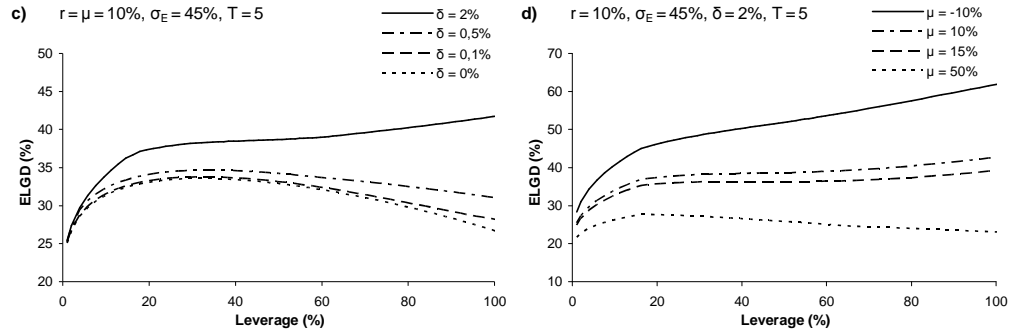 c) r = μ = 10%, σE = 45%, T = 5
δ = 2%
δ = 0,5%
δ = 0,1%
δ = 0%
ELGD (%)
50
45
40
35
30
25
20
0 20 40 60 80 100
Leverage (%)
d) r = 10%, σE = 45%, δ = 2%, T = 5
μ = -10%
μ = 10%
μ = 15%
μ = 50%
ELGD (%)
70
60
50
40
30
20
10
0 20 40 60 80 100
Leverage (%)